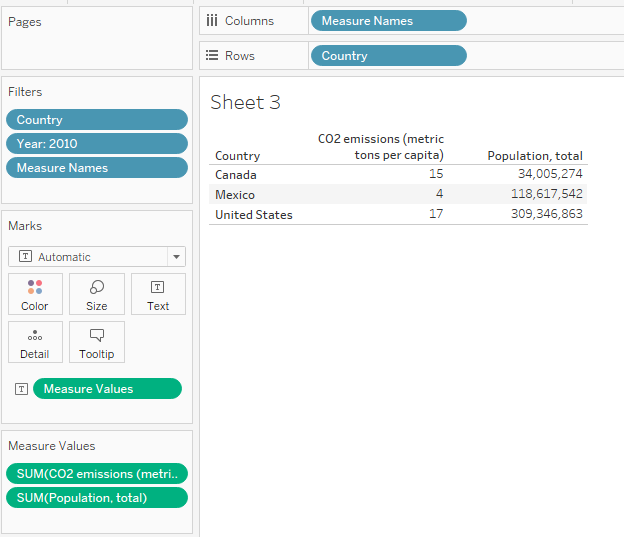 Pages
Columns
Measure Names
Rows
Country
Filters
Country
Year: 2010
Measure Names
Marks
T Automatic
Color
Size
T
Text
Detail
Tooltip
T Measure Values
Measure Values
SUM(CO2 emissions (metri..
SUM(Population, total)
Sheet 3
CO2 emissions (metric
Country tons per capita) Population, total
Canada 15 34,005,274
Mexico 4 118,617,542
United States 17 309,346,863